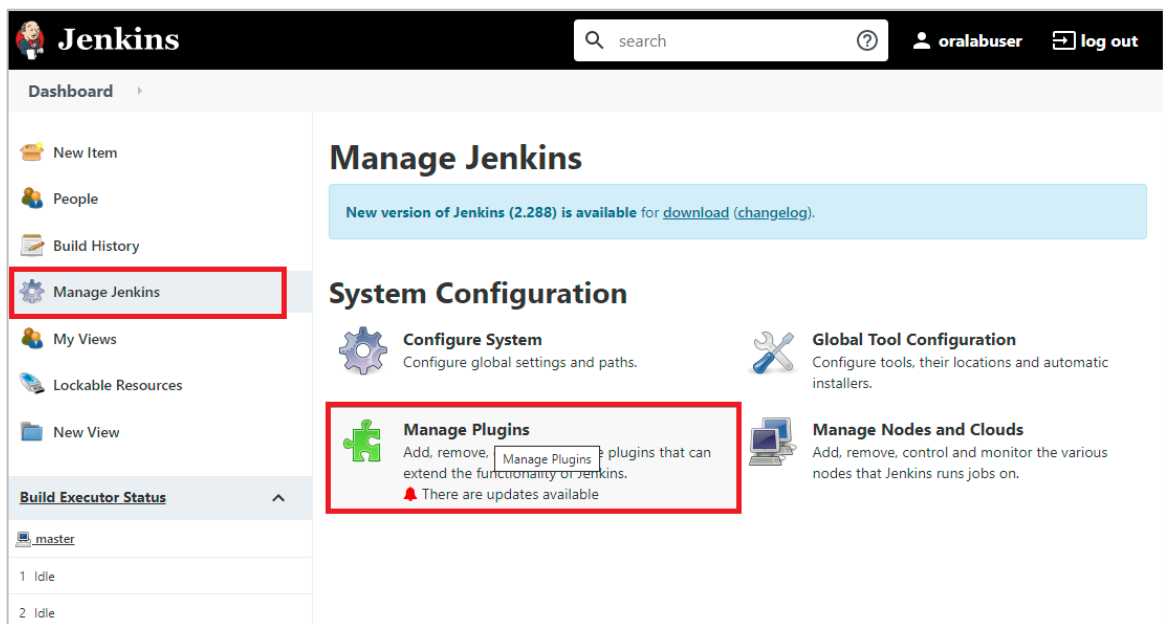 Jenkins
search
oralabuser
log out
Dashboard
New Item
People
Build History
Manage Jenkins
My Views
Lockable Resources
New View
Build Executor Status
master
1 Idle
2 Idle
Manage Jenkins
New version of Jenkins (2.288) is available for download (changelog).
System Configuration
Configure System
Configure global settings and paths.
Global Tool Configuration
Configure tools, their locations and automatic
installers.
Manage Plugins
Add, remove, plugins that can
Manage Plugins
extend the functionality of Jenkins.
There are updates available
Manage Nodes and Clouds
Add, remove, control and monitor the various
nodes that Jenkins runs jobs on.